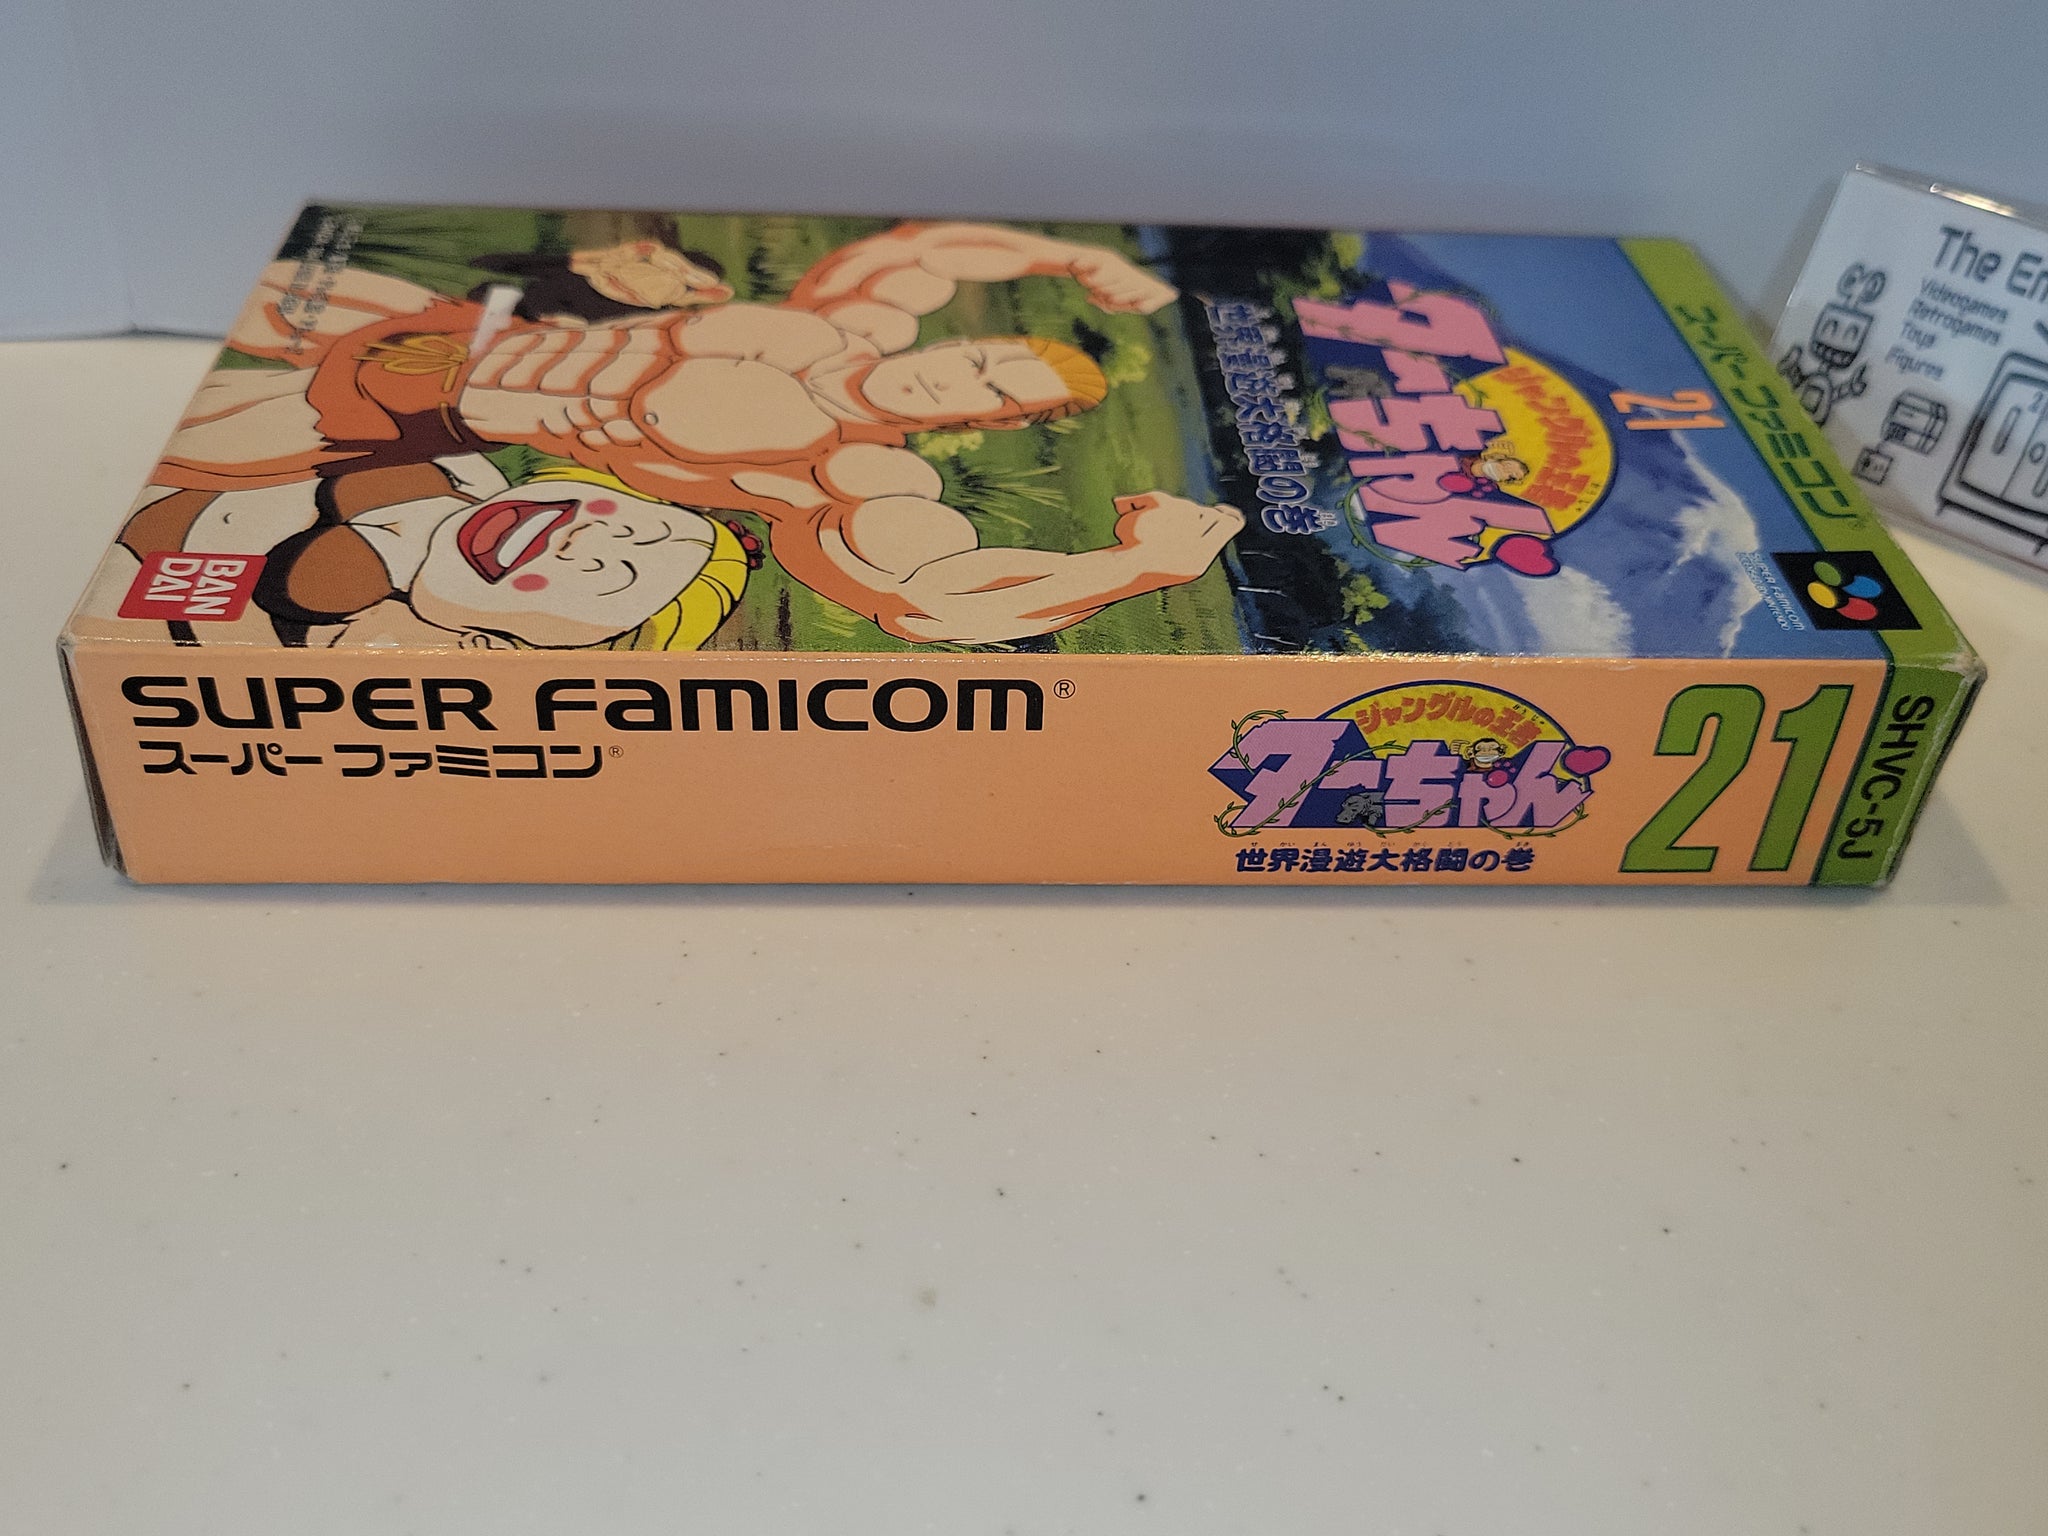 スーパーファミコン®
21
ジャングルの王者
ターちゃん
世界漫遊大格闘の巻
SUPER FAMICOM
BAN
DAI
SUPER FAMICOM®
スーパー ファミコン®
ジャングルの王者
ターちゃん
世界漫遊大格闘の巻
21
SHVC-5J
The En
Videogames
Retrogames
Toys
Figures